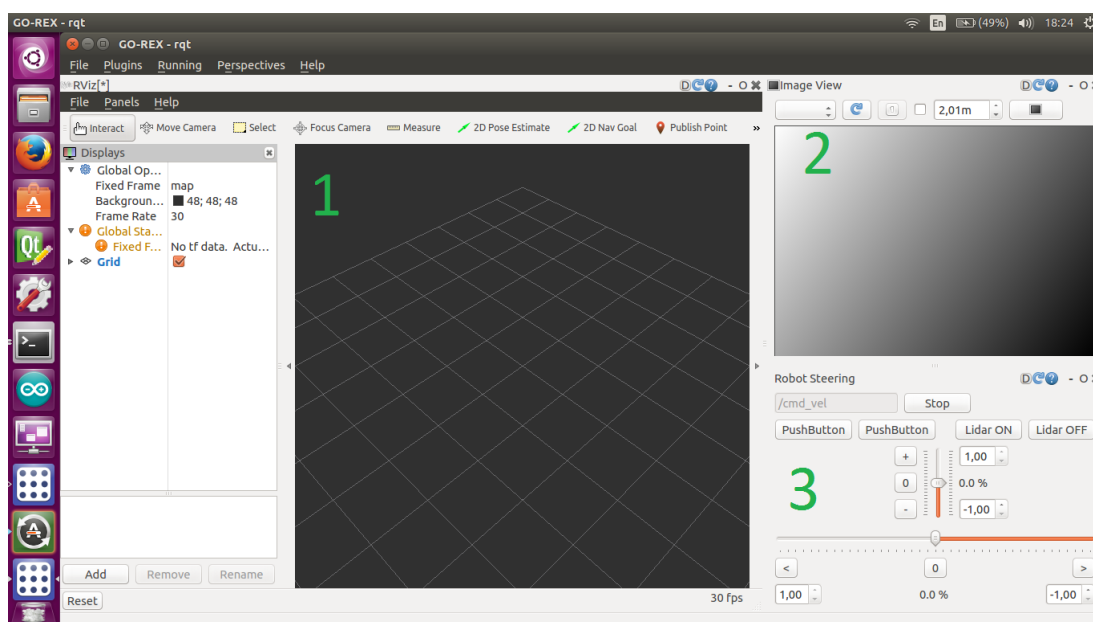 GO-REX - rqt
En (49%) 18:24
GO-REX - rqt
File Plugins Running Perspectives Help
RViz[*] D - O
Image View D - O
File Panels Help
2,01m
Interact Move Camera Select Focus Camera Measure 2D Pose Estimate 2D Nav Goal Publish Point »
Displays
Global Op...
Fixed Frame map
Backgroun... 48; 48; 48
Frame Rate 30
Global Sta...
Fixed F... No tf data. Actu...
Grid
1
2
Robot Steering D - O
/cmd_vel Stop
PushButton PushButton Lidar ON Lidar OFF
+ 1,00
3
0 0.0 %
- -1,00
< 0 >
1,00 0.0 % -1,00
Add Remove Rename
Reset 30 fps